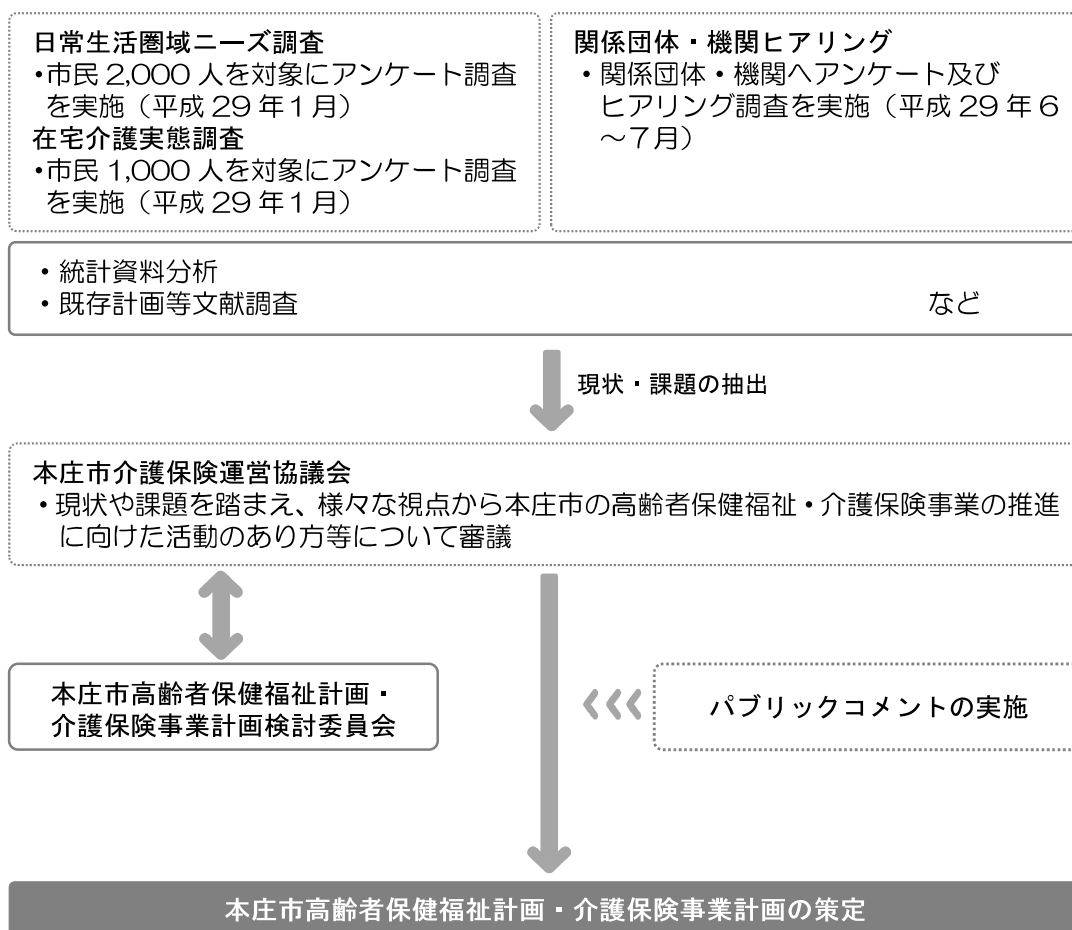 日常生活圏域ニーズ調査
・市民 2,000 人を対象にアンケート調査
を実施（平成 29 年１月）
在宅介護実態調査
・市民 1,000 人を対象にアンケート調査
を実施（平成 29 年１月）
関係団体・機関ヒアリング
・関係団体・機関へアンケート及び
ヒアリング調査を実施（平成 29 年６
～７月）
・統計資料分析
・既存計画等文献調査 など
現状・課題の抽出
本庄市介護保険運営協議会
・現状や課題を踏まえ、様々な視点から本庄市の高齢者保健福祉・介護保険事業の推進
に向けた活動のあり方等について審議
本庄市高齢者保健福祉計画・
介護保険事業計画検討委員会
パブリックコメントの実施
本庄市高齢者保健福祉計画・介護保険事業計画の策定